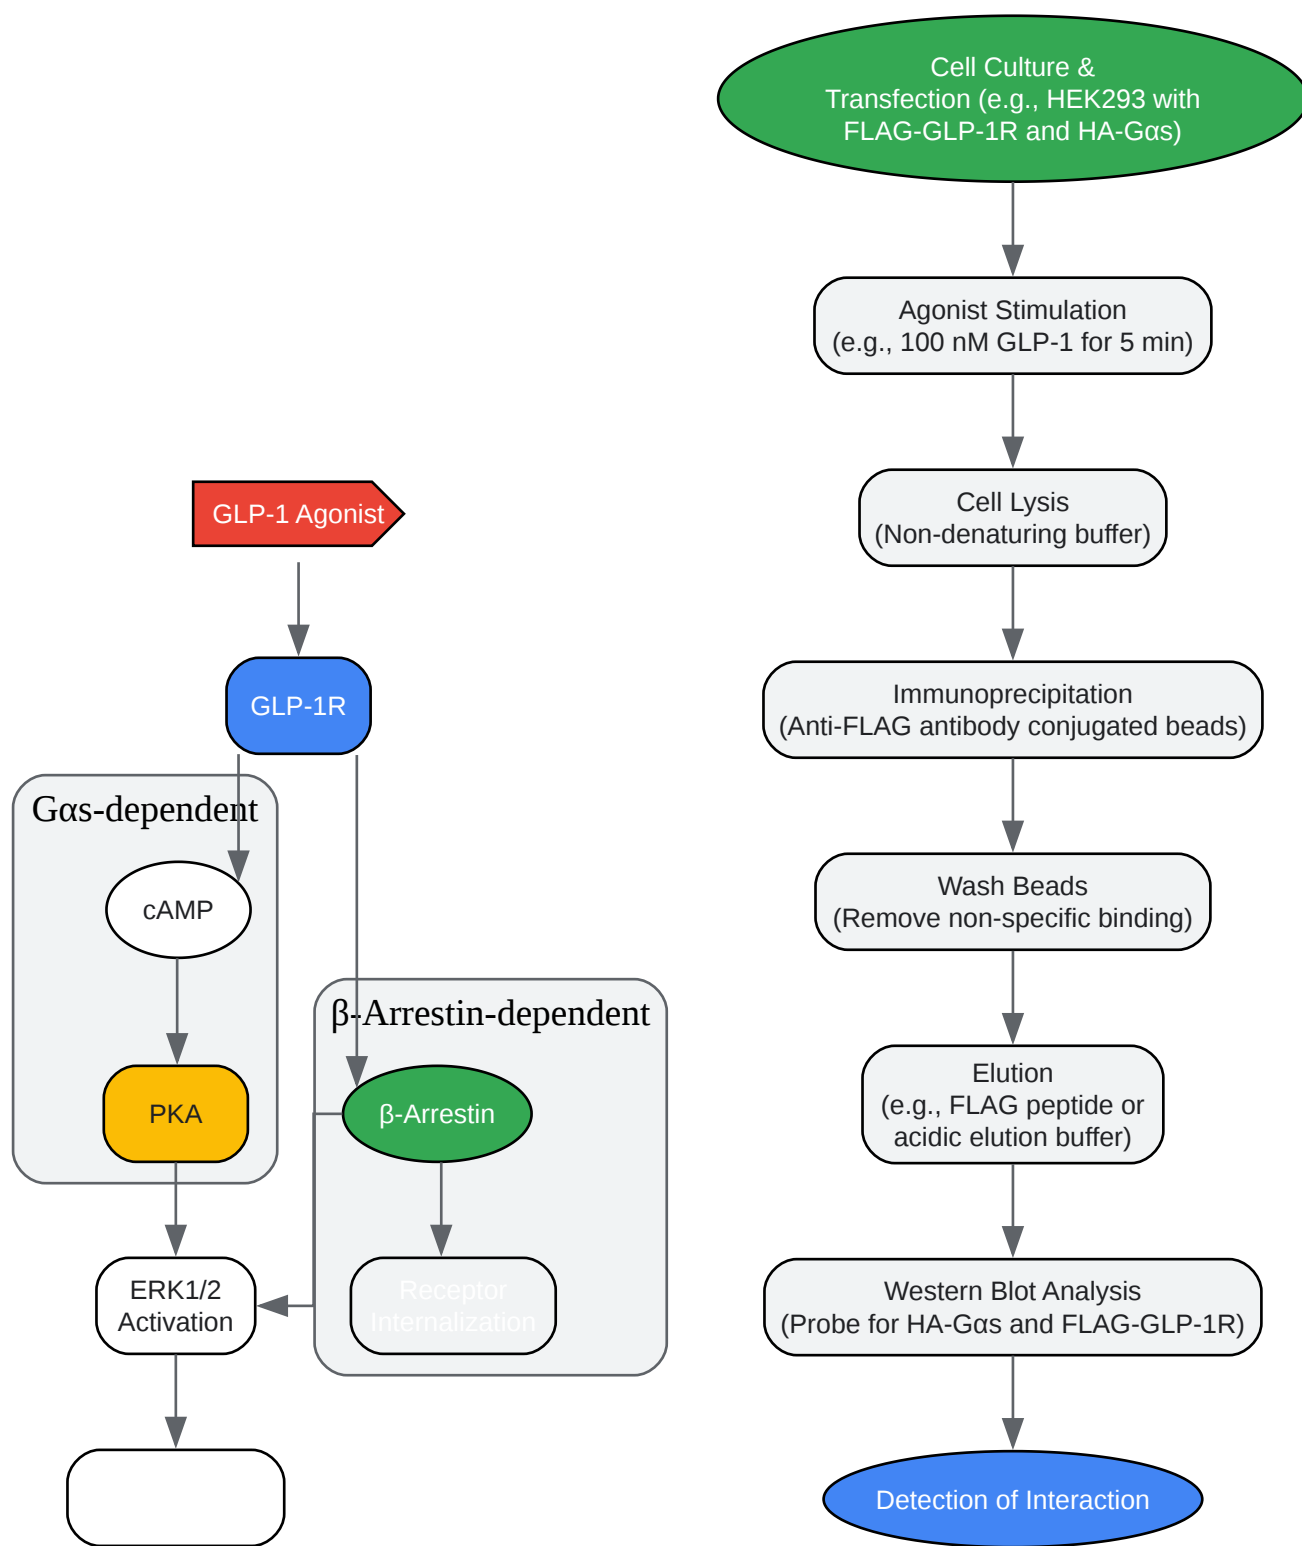 GLP-1 Agonist
GLP-1R
Gαs-dependent
cAMP
PKA
β-Arrestin-dependent
β-Arrestin
Receptor
Internalization
ERK1/2
Activation
Cell Culture &
Transfection (e.g., HEK293 with
FLAG-GLP-1R and HA-Gαs)
Agonist Stimulation
(e.g., 100 nM GLP-1 for 5 min)
Cell Lysis
(Non-denaturing buffer)
Immunoprecipitation
(Anti-FLAG antibody conjugated beads)
Wash Beads
(Remove non-specific binding)
Elution
(e.g., FLAG peptide or
acidic elution buffer)
Western Blot Analysis
(Probe for HA-Gαs and FLAG-GLP-1R)
Detection of Interaction